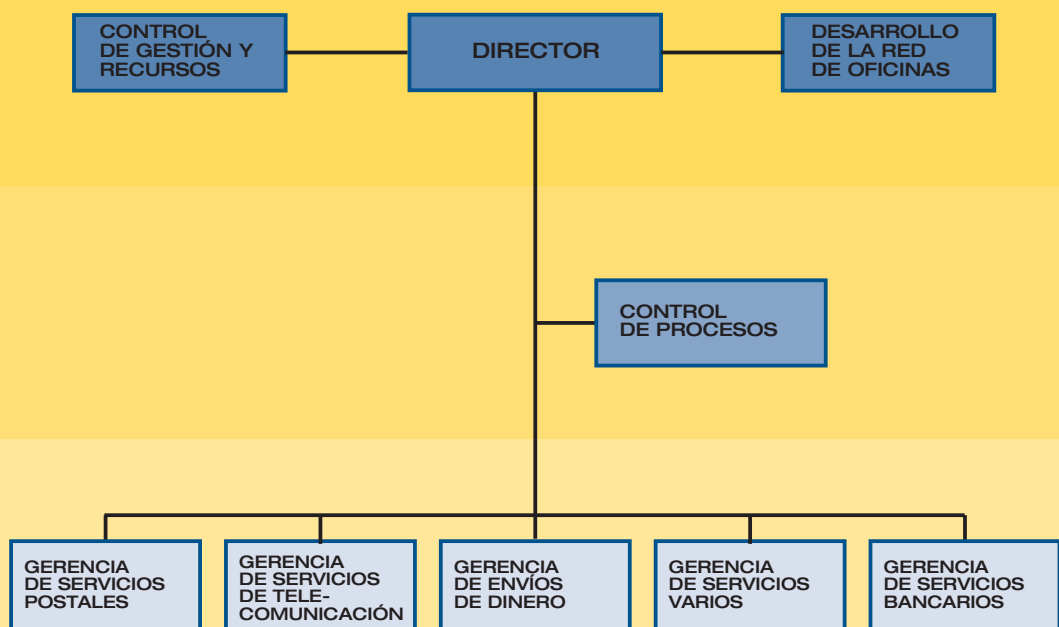 CONTROL
DE GESTIÓN Y
RECURSOS
DIRECTOR
DESARROLLO
DE LA RED
DE OFICINAS
CONTROL
DE PROCESOS
GERENCIA
DE SERVICIOS
POSTALES
GERENCIA
DE SERVICIOS
DE TELE-
COMUNICACIÓN
GERENCIA
DE ENVÍOS
DE DINERO
GERENCIA
DE SERVICIOS
VARIOS
GERENCIA
DE SERVICIOS
BANCARIOS